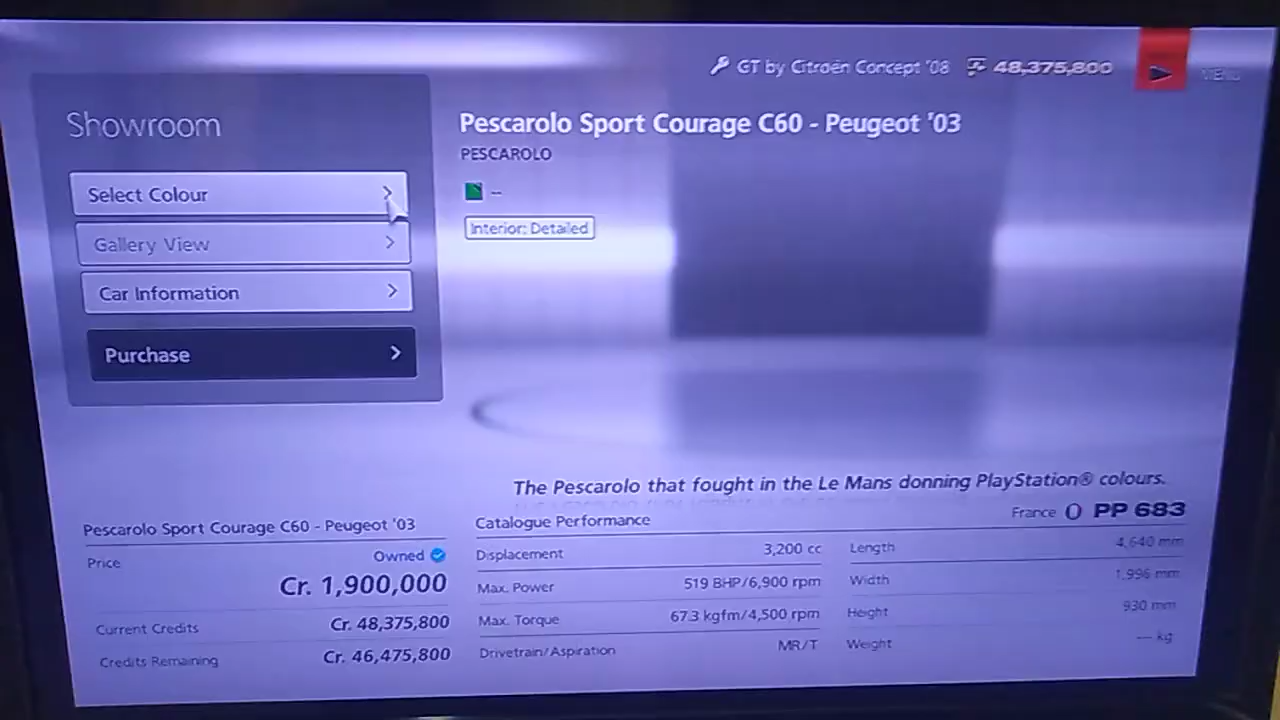 GT by Citroën Concept '08 48,375,800 MENU
Showroom
Select Colour
Gallery View
Car Information
Purchase
Pescarolo Sport Courage C60 - Peugeot '03
PESCAROLO
--
Interior: Detailed
The Pescarolo that fought in the Le Mans donning PlayStation® colours.
Pescarolo Sport Courage C60 - Peugeot '03
Price
Owned
Cr. 1,900,000
Current Credits Cr. 48,375,800
Credits Remaining Cr. 46,475,800
Catalogue Performance France PP 683
Displacement 3,200 cc Length 4,640 mm
Max. Power 519 BHP/6,900 rpm Width 1,996 mm
Max. Torque 67.3 kgfm/4,500 rpm Height 930 mm
Drivetrain/Aspiration MR/T Weight --- kg